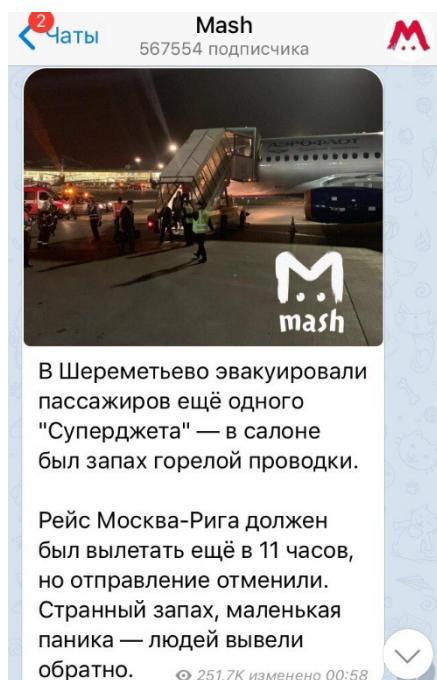 2
Чаты
Mash
567554 подписчика
АЭРОФЛОТ
mash
В Шереметьево эвакуировали
пассажиров ещё одного
"Суперджета" — в салоне
был запах горелой проводки.
Рейс Москва-Рига должен
был вылетать ещё в 11 часов,
но отправление отменили.
Странный запах, маленькая
паника — людей вывели
обратно.
251.7K изменено 00:58